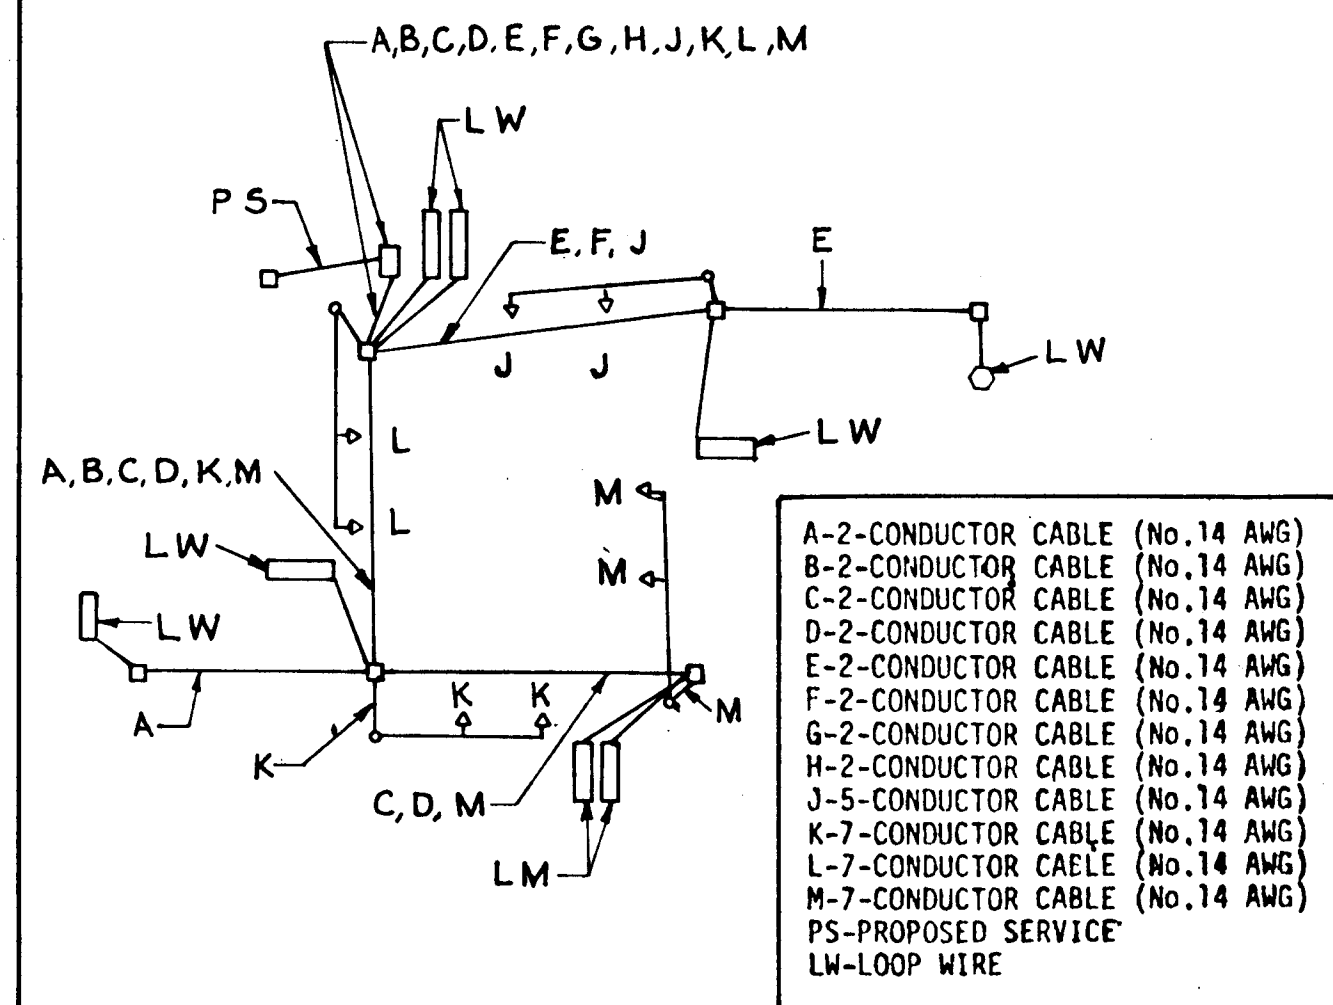 A,B,C,D,E,F,G,H,J,K,L,M
LW
PS
E,F,J
E
J
J
LW
LW
L
A,B,C,D,K,M
L
M
M
LW
LW
K
K
A
M
K
C,D,M
LM
A-2-CONDUCTOR CABLE (No.14 AWG)
B-2-CONDUCTOR CABLE (No.14 AWG)
C-2-CONDUCTOR CABLE (No.14 AWG)
D-2-CONDUCTOR CABLE (No.14 AWG)
E-2-CONDUCTOR CABLE (No.14 AWG)
F-2-CONDUCTOR CABLE (No.14 AWG)
G-2-CONDUCTOR CABLE (No.14 AWG)
H-2-CONDUCTOR CABLE (No.14 AWG)
J-5-CONDUCTOR CABLE (No.14 AWG)
K-7-CONDUCTOR CABLE (No.14 AWG)
L-7-CONDUCTOR CAELE (No.14 AWG)
M-7-CONDUCTOR CABLE (No.14 AWG)
PS-PROPOSED SERVICE
LW-LOOP WIRE